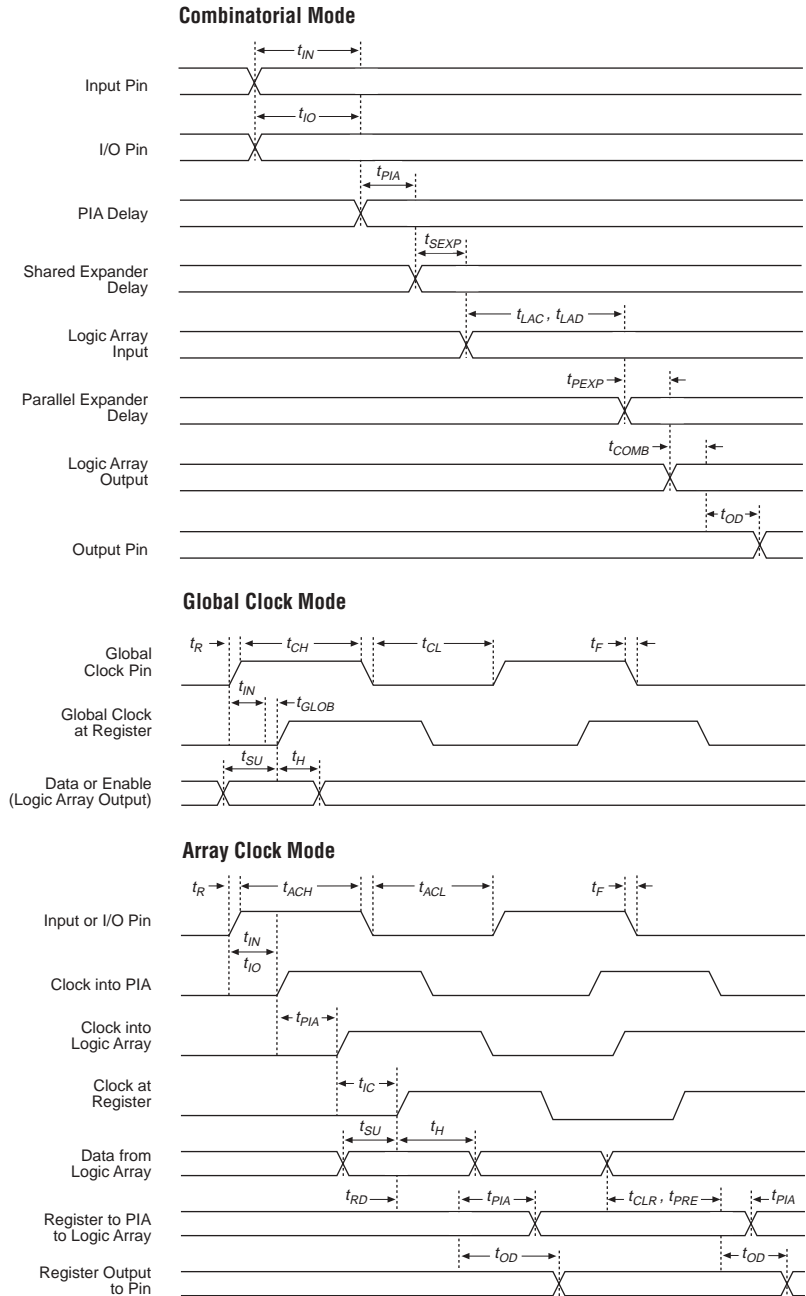 Combinatorial Mode
t_IN
Input Pin
t_IO
I/O Pin
t_PIA
PIA Delay
t_SEXP
Shared Expander
Delay
t_LAC, t_LAD
Logic Array
Input
t_PEXP
Parallel Expander
Delay
t_COMB
Logic Array
Output
t_OD
Output Pin
Global Clock Mode
t_R t_CH t_CL t_F
Global
Clock Pin
t_IN t_GLOB
Global Clock
at Register
t_SU t_H
Data or Enable
(Logic Array Output)
Array Clock Mode
t_R t_ACH t_ACL t_F
Input or I/O Pin
t_IN
t_IO
Clock into PIA
t_PIA
Clock into
Logic Array
t_IC
Clock at
Register
t_SU t_H
Data from
Logic Array
t_RD t_PIA t_CLR, t_PRE t_PIA
Register to PIA
to Logic Array
t_OD t_OD
Register Output
to Pin